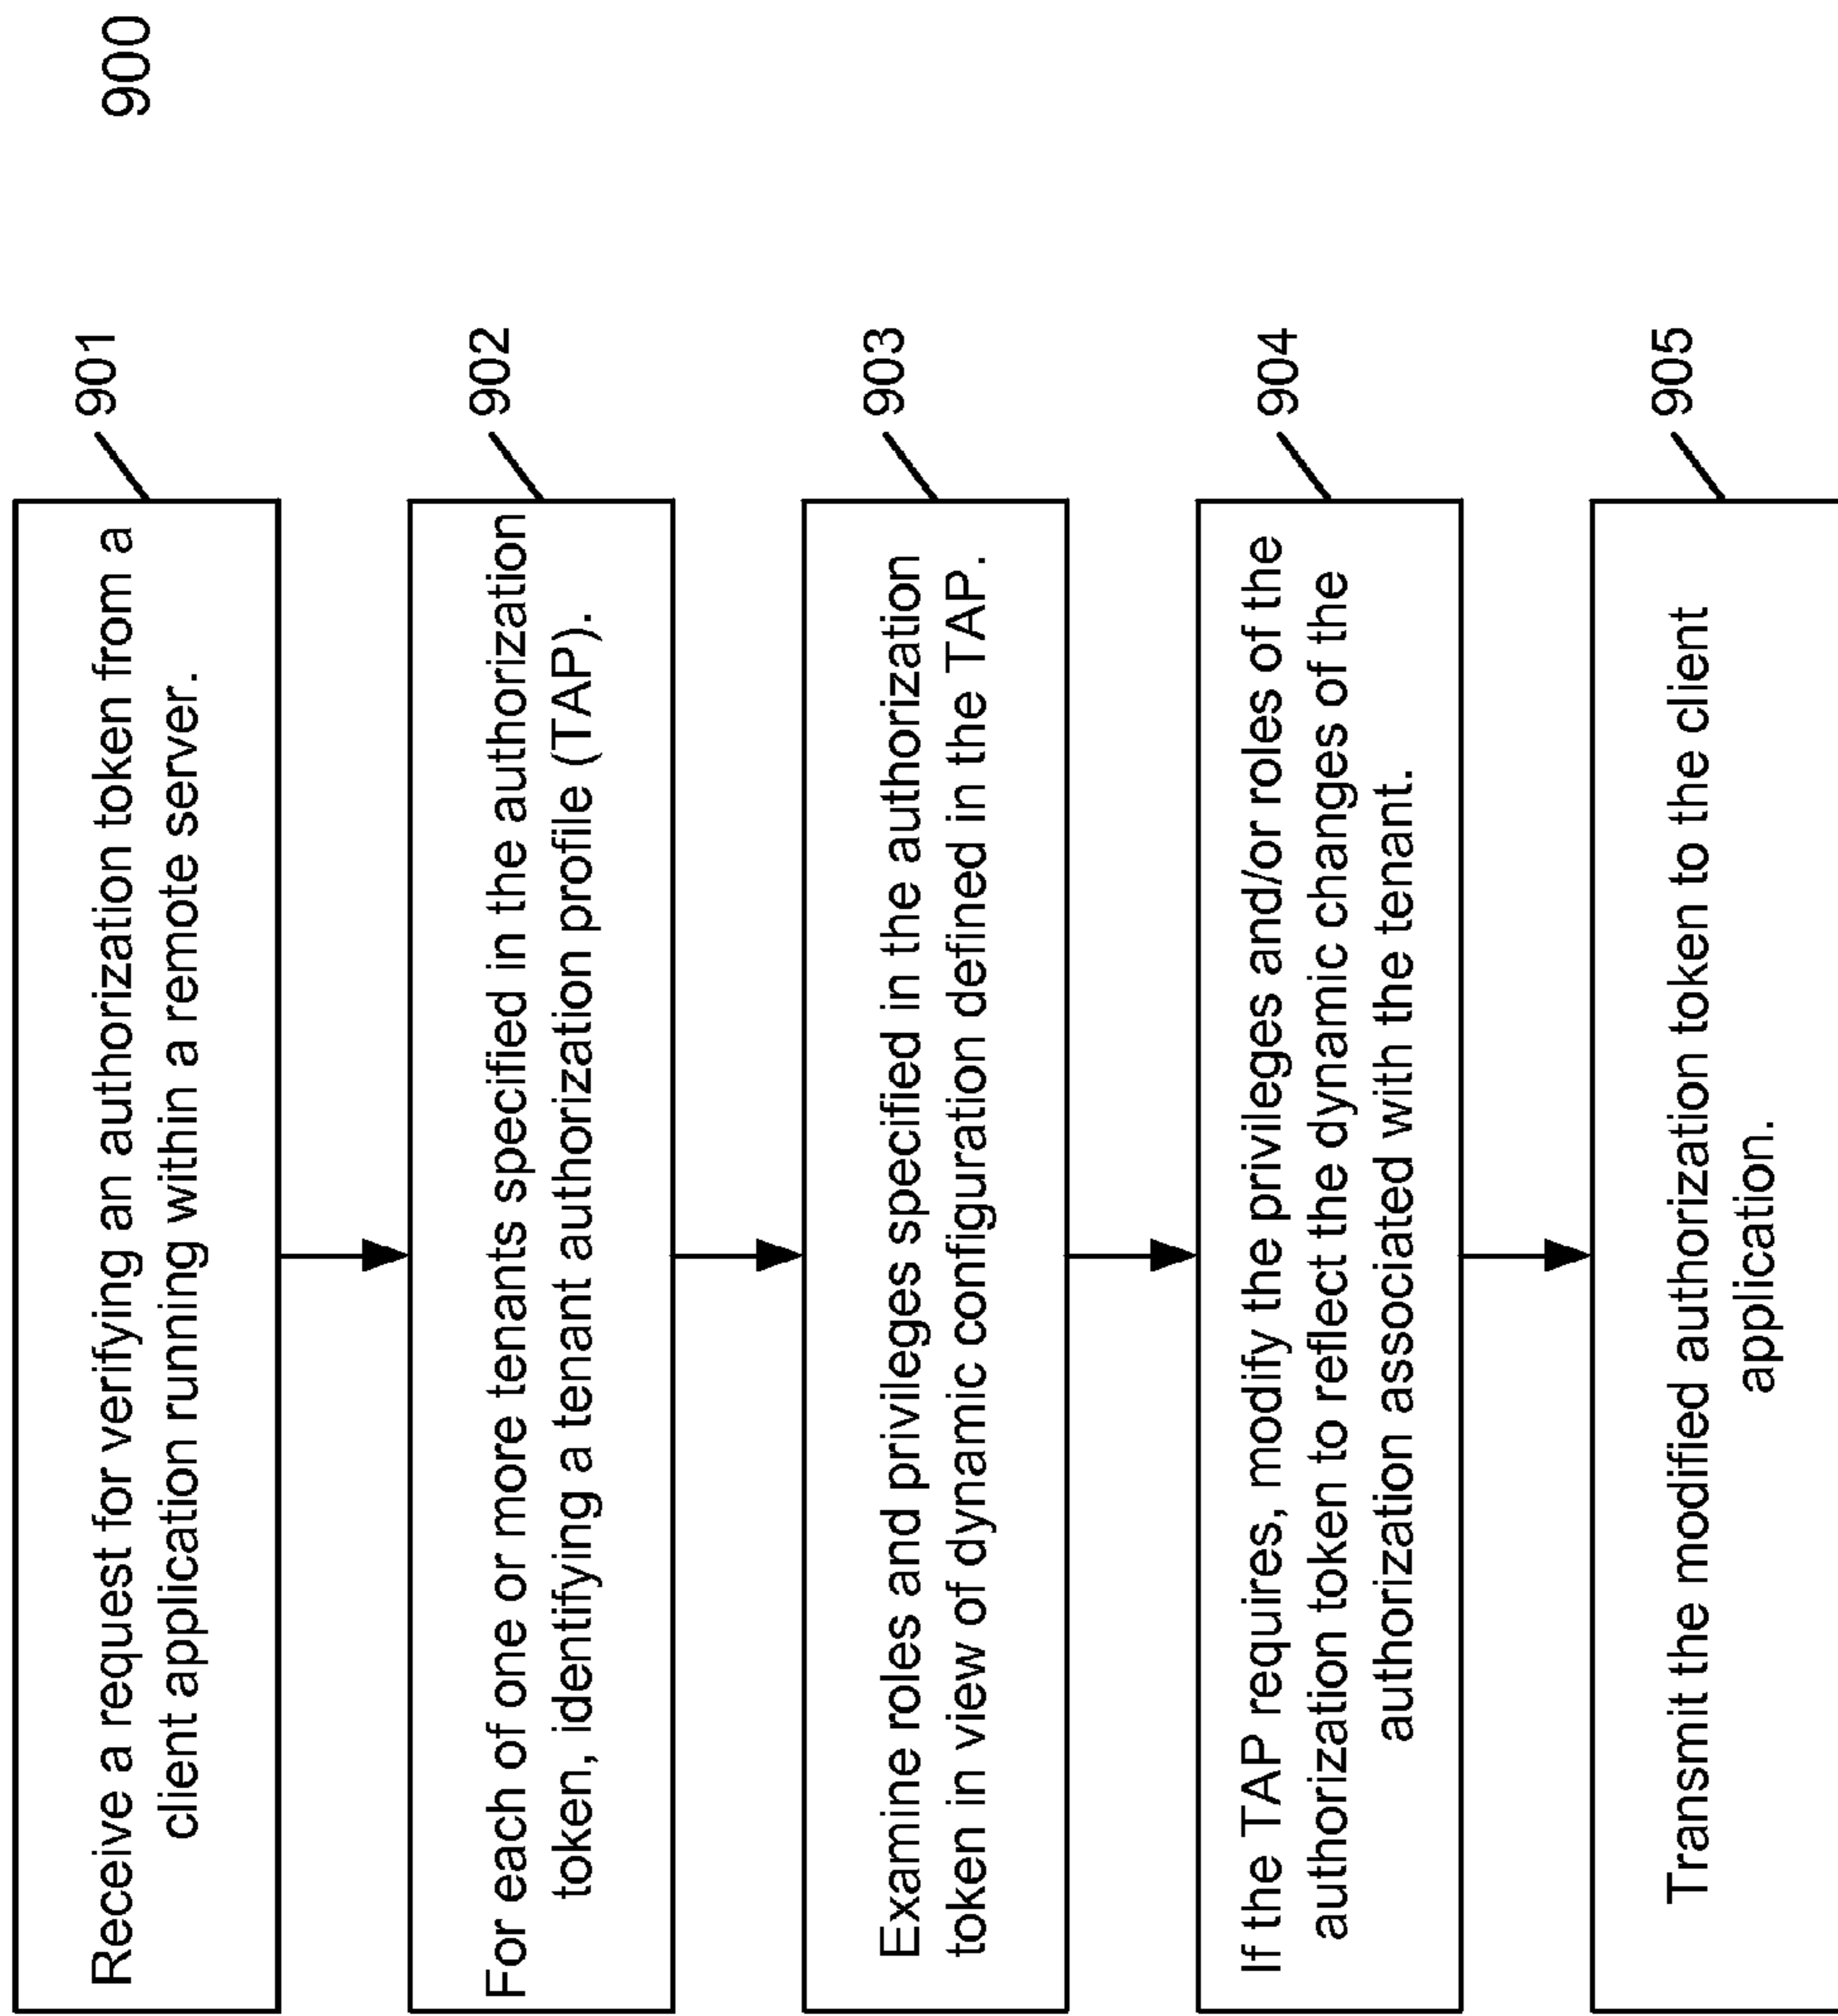 900
901
Receive a request for verifying an authorization token from a
client application running within a remote server.
902
For each of one or more tenants specified in the authorization
token, identifying a tenant authorization profile (TAP).
903
Examine roles and privileges specified in the authorization
token in view of dynamic configuration defined in the TAP.
904
If the TAP requires, modify the privileges and/or roles of the
authorization token to reflect the dynamic changes of the
authorization associated with the tenant.
905
Transmit the modified authorization token to the client
application.